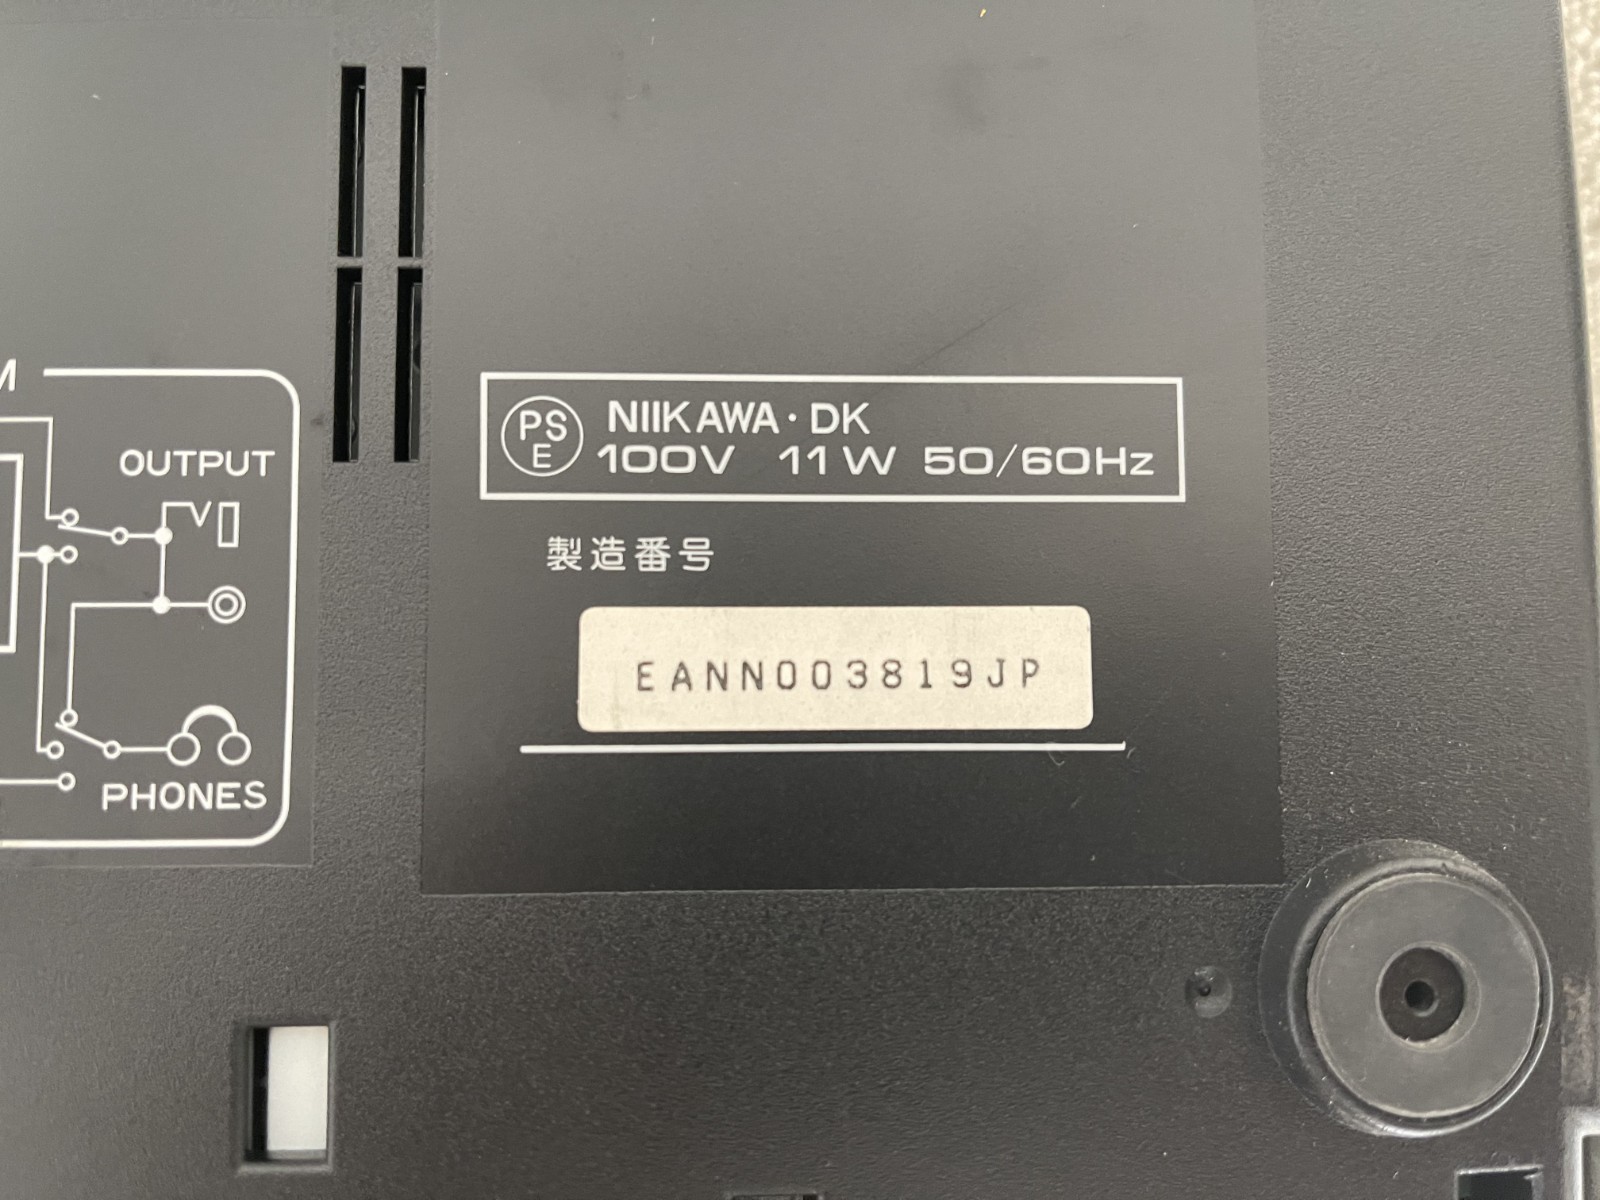 M
OUTPUT
PHONES
PS
E
NIIKAWA・DK
100V 11W 50/60Hz
製造番号
EANN003819JP